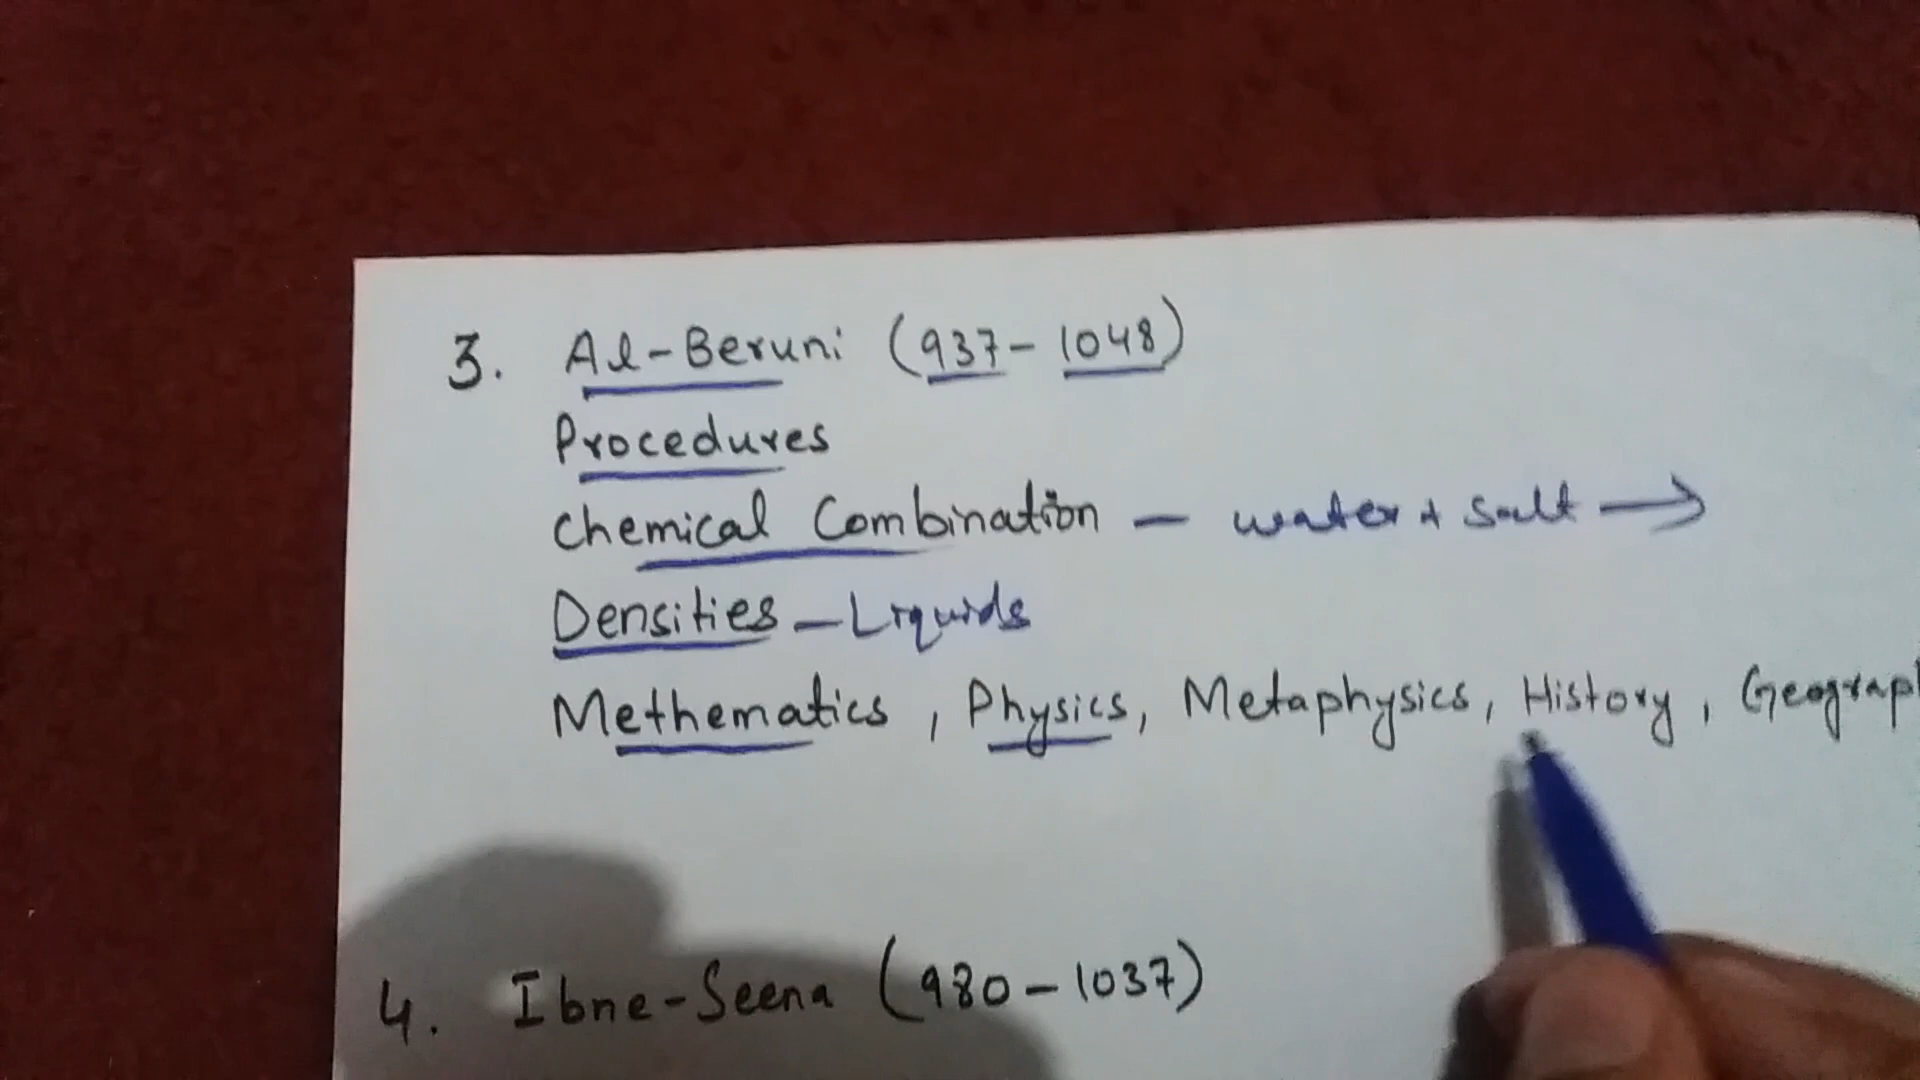 3. Al-Beruni (937-1048)
Procedures
Chemical Combination - water + Salt →
Densities - Liquids
Methematics, Physics, Metaphysics, History, Geograph
4. Ibne-Seena (980-1037)